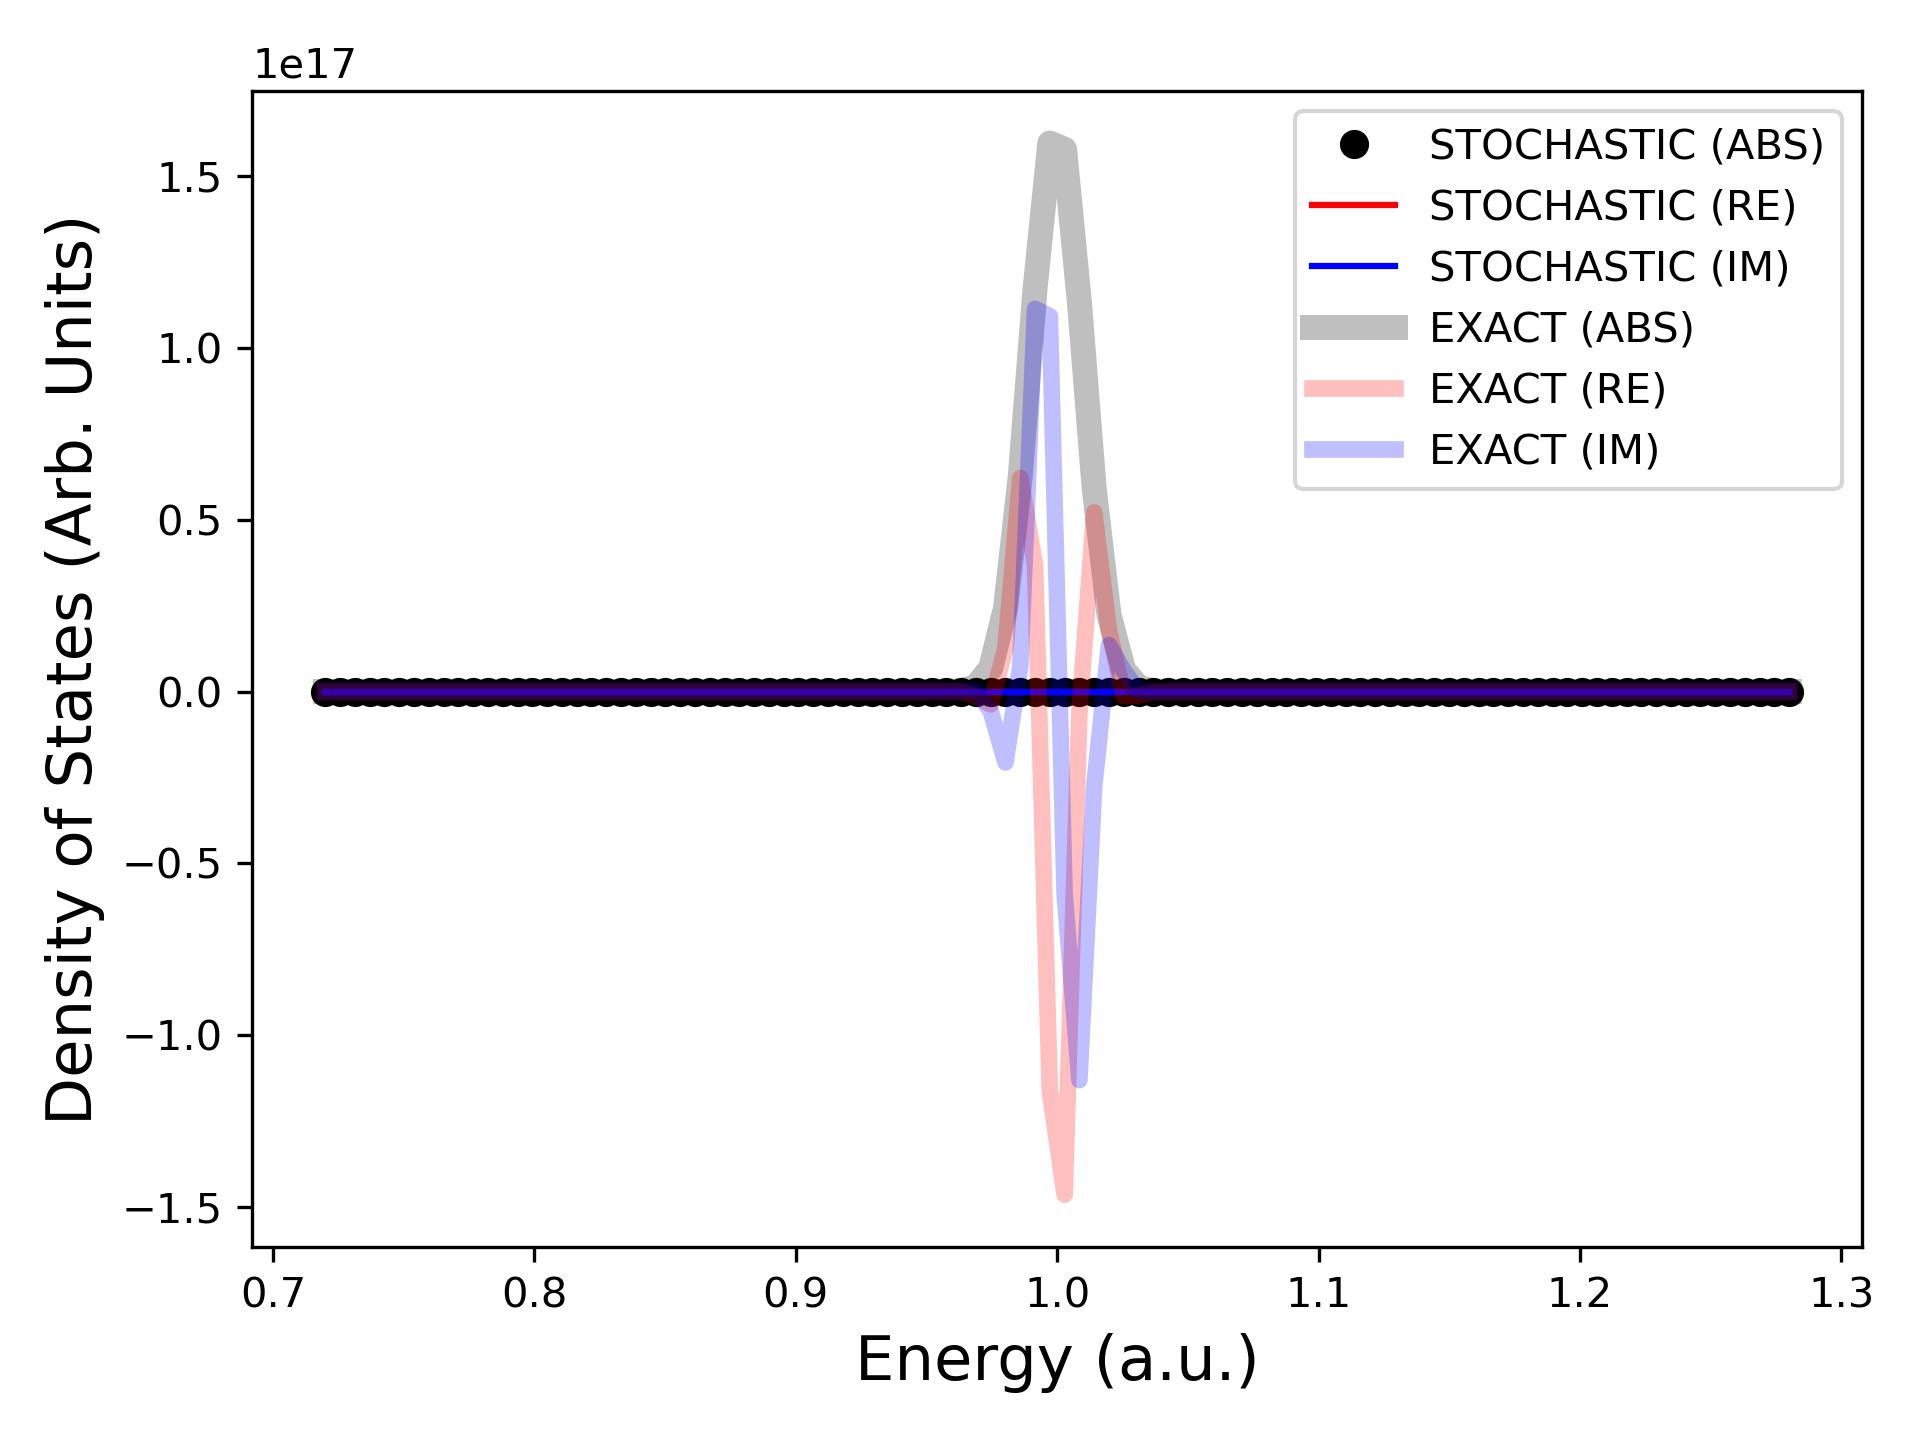 1e17
1.5
1.0
0.5
0.0
−0.5
−1.0
−1.5
Density of States (Arb. Units)
STOCHASTIC (ABS)
STOCHASTIC (RE)
STOCHASTIC (IM)
EXACT (ABS)
EXACT (RE)
EXACT (IM)
0.7 0.8 0.9 1.0 1.1 1.2 1.3
Energy (a.u.)